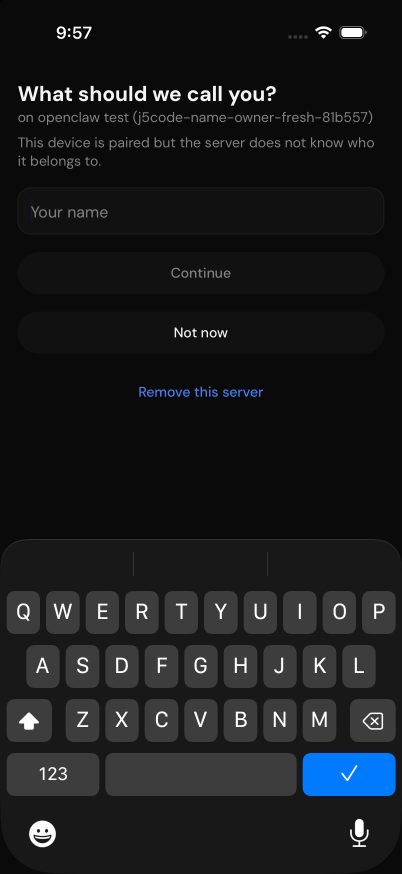 9:57
What should we call you?
on openclaw test (j5code-name-owner-fresh-81b557)
This device is paired but the server does not know who
it belongs to.
Your name
Continue
Not now
Remove this server
Q W E R T Y U I O P
A S D F G H J K L
Z X C V B N M
123